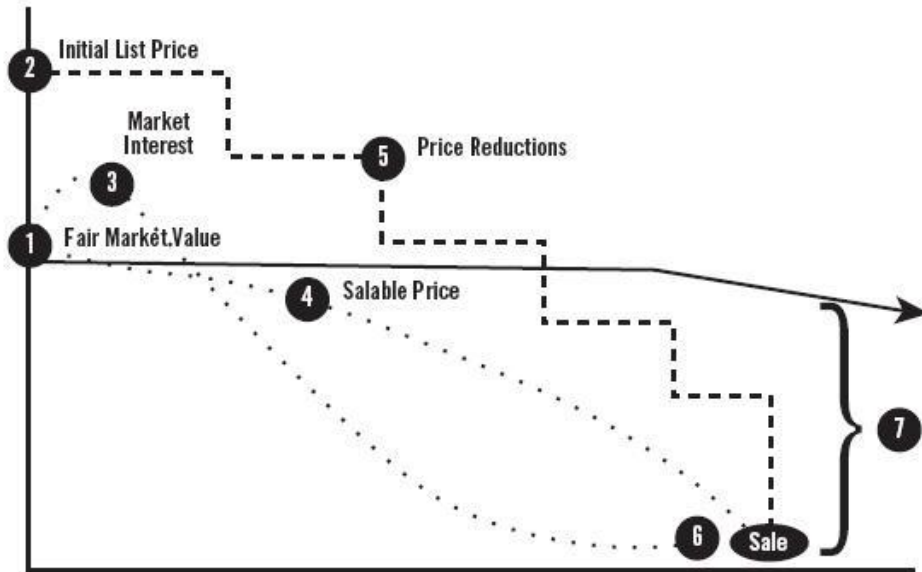 2 Initial List Price
Market
Interest
5 Price Reductions
3
1 Fair Market.Value
4 Salable Price
7
6 Sale